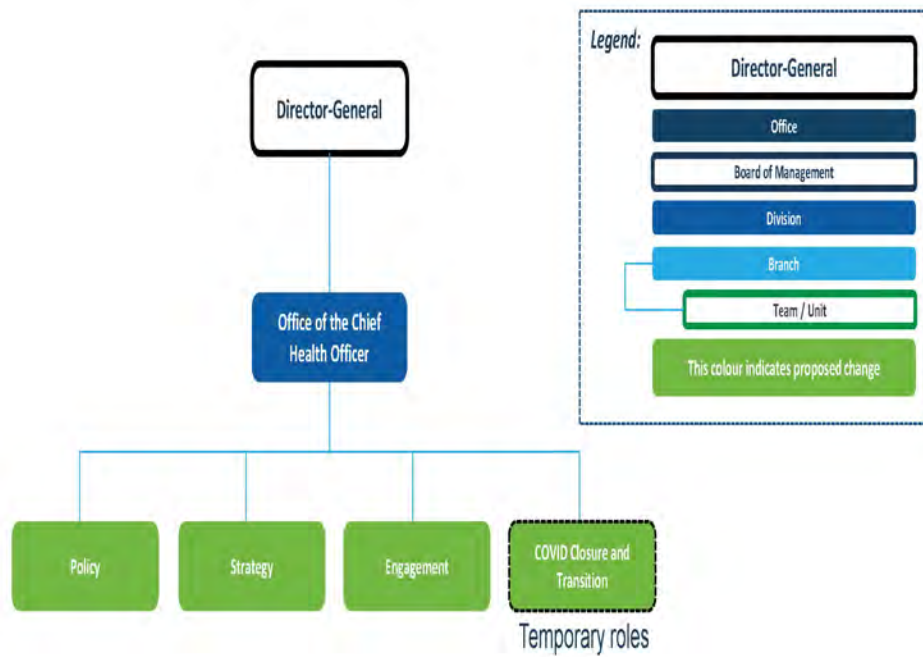 Legend:
Director-General
Office
Board of Management
Division
Branch
Team / Unit
This colour indicates proposed change
Director-General
Office of the Chief
Health Officer
Policy
Strategy
Engagement
COVID Closure and
Transition
Temporary roles